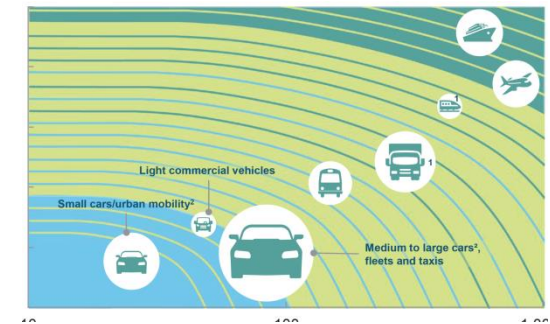 1
1
Light commercial vehicles
Small cars/urban mobility²
Medium to large cars²,
fleets and taxis
100